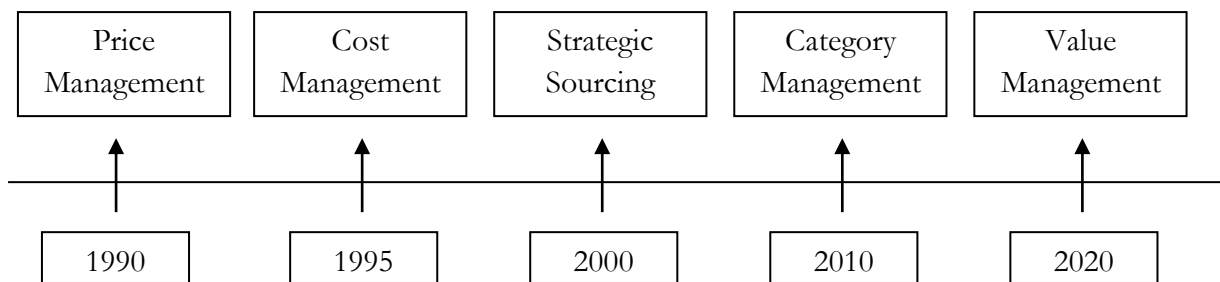 Price
Management
Cost
Management
Strategic
Sourcing
Category
Management
Value
Management
1990
1995
2000
2010
2020